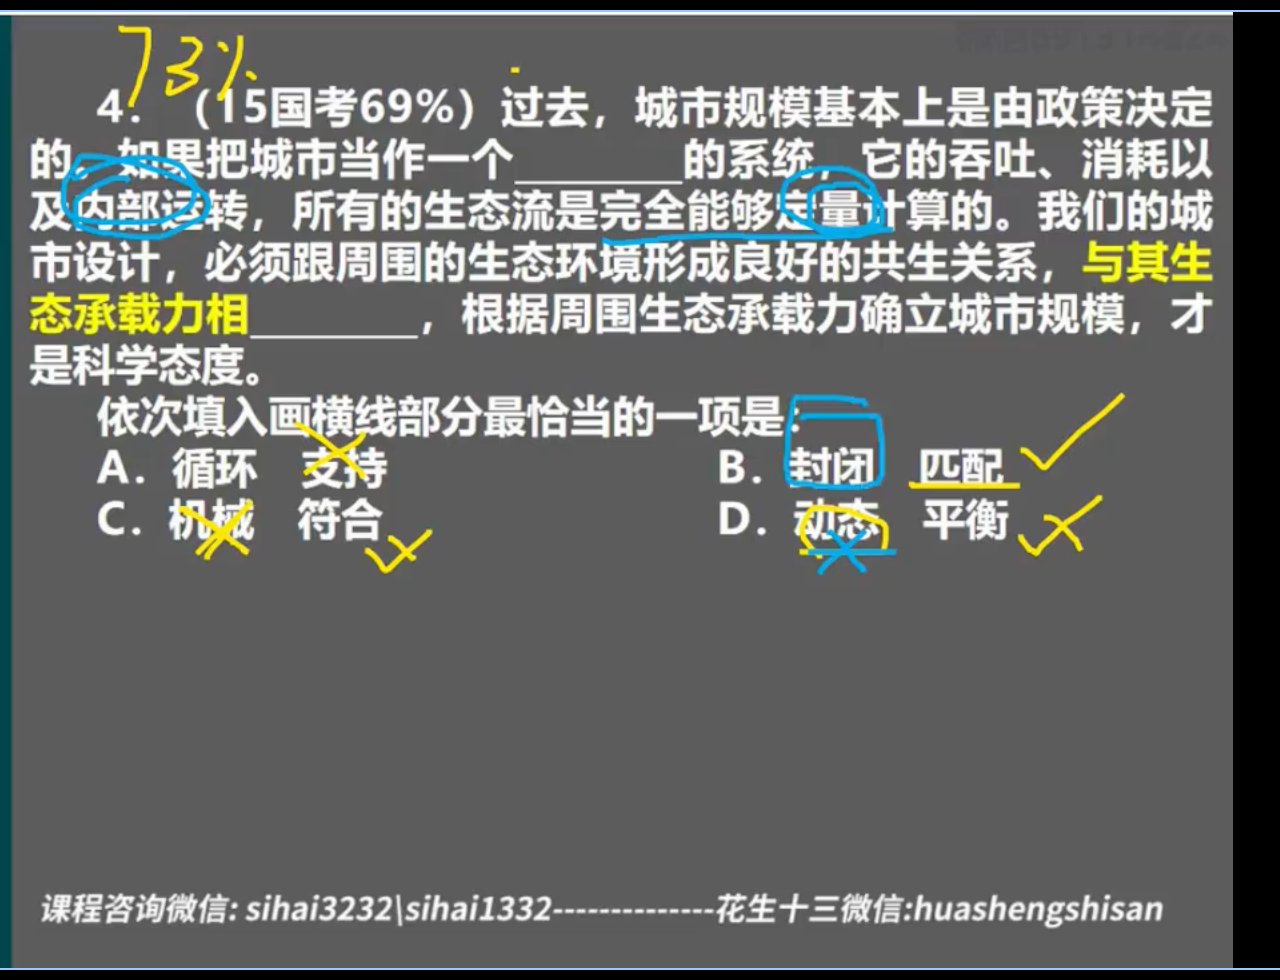 73%
4. （15国考69%）过去，城市规模基本上是由政策决定
的。如果把城市当作一个________的系统，它的吞吐、消耗以
及内部运转，所有的生态流是完全能够定量计算的。我们的城
市设计，必须跟周围的生态环境形成良好的共生关系，与其生
态承载力相________，根据周围生态承载力确立城市规模，才
是科学态度。
依次填入画横线部分最恰当的一项是：
A. 循环 支持 B. 封闭 匹配
C. 机械 符合 D. 动态 平衡
课程咨询微信: sihai3232\sihai1332--------------花生十三微信:huashengshisan